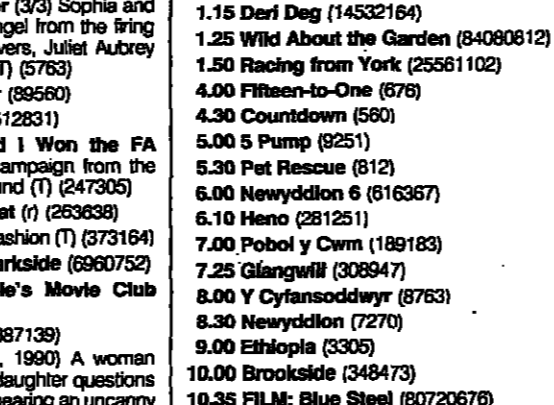 r (3/3) Sophia and
ngel from the firing
vers, Juliet Aubrey
T) (5763)
(89560)
512831)
d I Won the FA
ampaign from the
und (T) (247305)
at (r) (263638)
ashion (T) (373164)
rkside (6960752)
le's Movie Club
387139)
, 1990) A woman
daughter questions
pearing an uncanny
1.15 Deri Deg (14532164)
1.25 Wild About the Garden (84080812)
1.50 Racing from York (25561102)
4.00 Fifteen-to-One (676)
4.30 Countdown (560)
5.00 5 Pump (9251)
5.30 Pet Rescue (812)
6.00 Newyddion 6 (616367)
6.10 Heno (281251)
7.00 Pobol y Cwm (189183)
7.25 Glangwili (308947)
8.00 Y Cyfansoddwyr (8763)
8.30 Newyddion (7270)
9.00 Ethiopia (3305)
10.00 Brookside (348473)
10.35 FILM: Blue Steel (80720676)